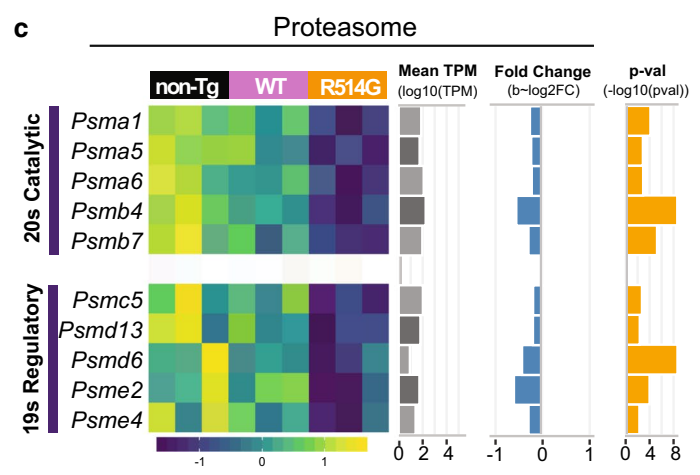 c
Proteasome
non-Tg WT R514G
Mean TPM
(log10(TPM)
Fold Change
(b~log2FC)
p-val
(-log10(pval))
20s Catalytic
Psma1
Psma5
Psma6
Psmb4
Psmb7
19s Regulatory
Psmc5
Psmd13
Psmd6
Psme2
Psme4
-1 0 1
0 2 4
-1 0 1
0 4 8